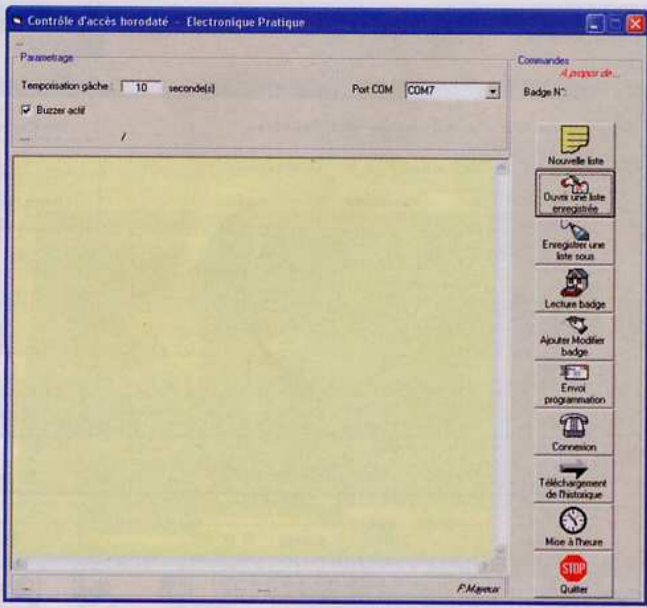 Contrôle d'accès horodaté - Electronique Pratique
...
Parametrage
Temporisation gâche : 10 seconde(s)
Port COM COM7
Buzzer actif
... /
Commandes
A propos de...
Badge N°:
Nouvelle liste
Ouvrir une liste
enregistrée
Enregistrer une
liste sous
Lecture badge
Ajouter Modifier
badge
Envoi
programmation
Connexion
Téléchargement
de l'historique
Mise à l'heure
STOP
Quitter
... .... P.Mayeux